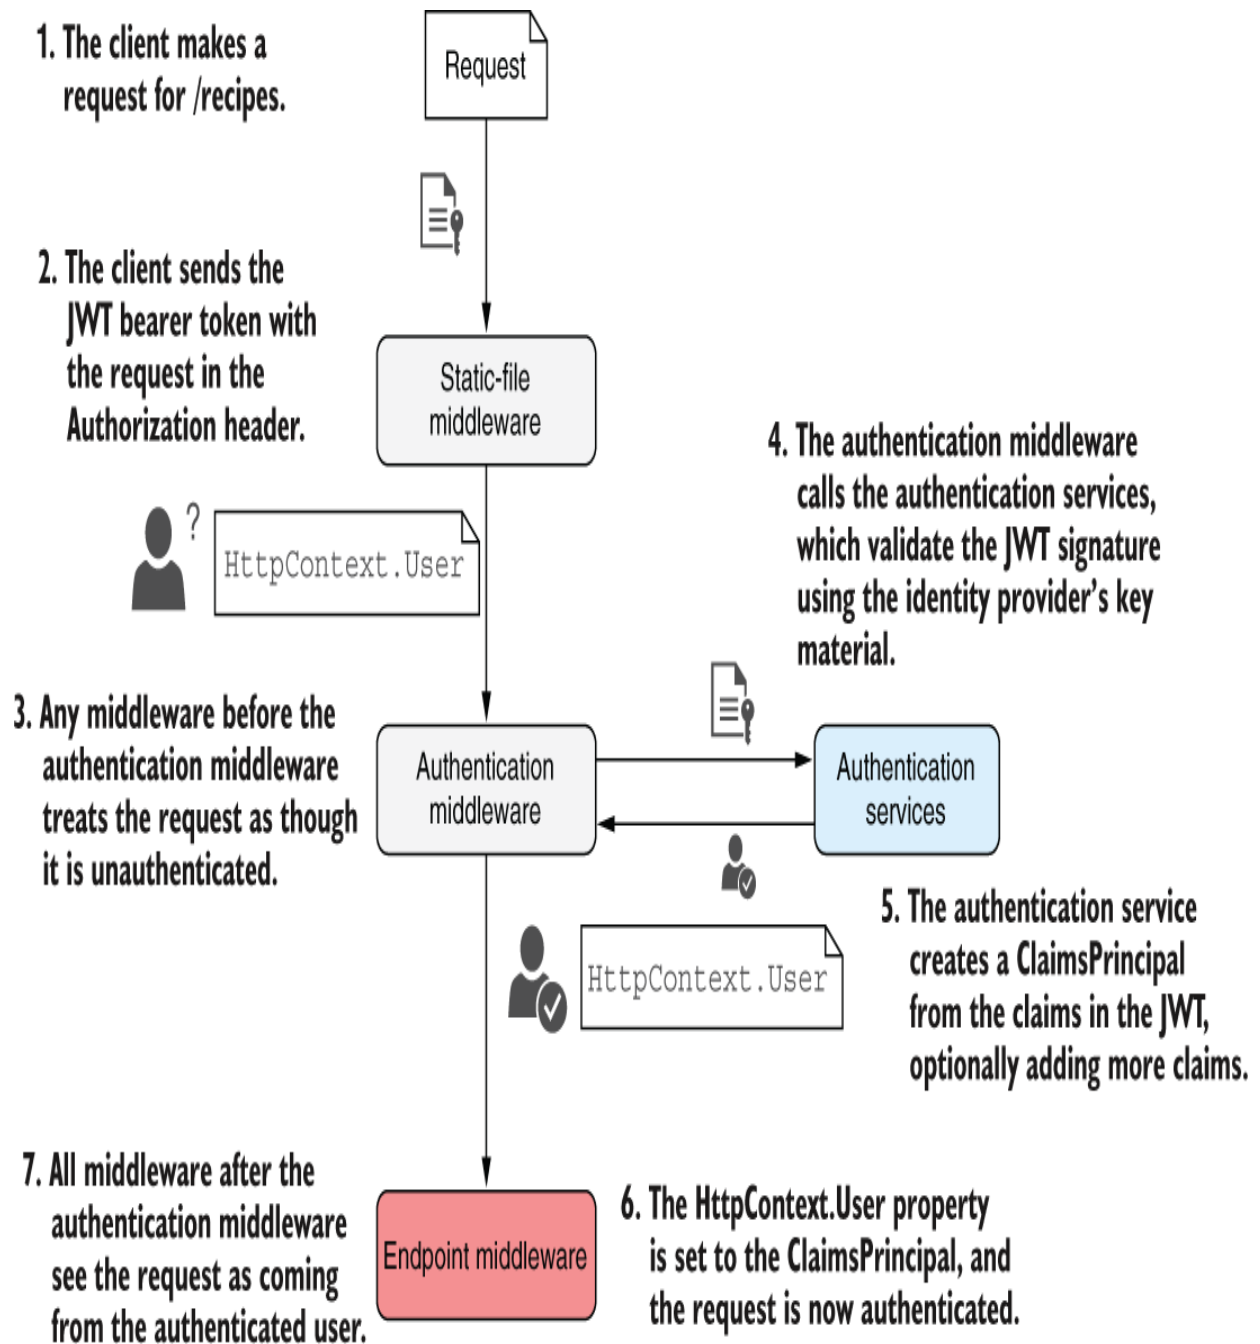 1. The client makes a
request for /recipes.
Request
2. The client sends the
JWT bearer token with
the request in the
Authorization header.
Static-file
middleware
?
HttpContext.User
3. Any middleware before the
authentication middleware
treats the request as though
it is unauthenticated.
Authentication
middleware
4. The authentication middleware
calls the authentication services,
which validate the JWT signature
using the identity provider’s key
material.
Authentication
services
5. The authentication service
creates a ClaimsPrincipal
from the claims in the JWT,
optionally adding more claims.
HttpContext.User
6. The HttpContext.User property
is set to the ClaimsPrincipal, and
the request is now authenticated.
7. All middleware after the
authentication middleware
see the request as coming
from the authenticated user.
Endpoint middleware